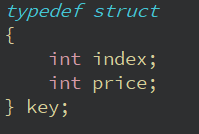 typedef struct
{
    int index;
    int price;
} key;